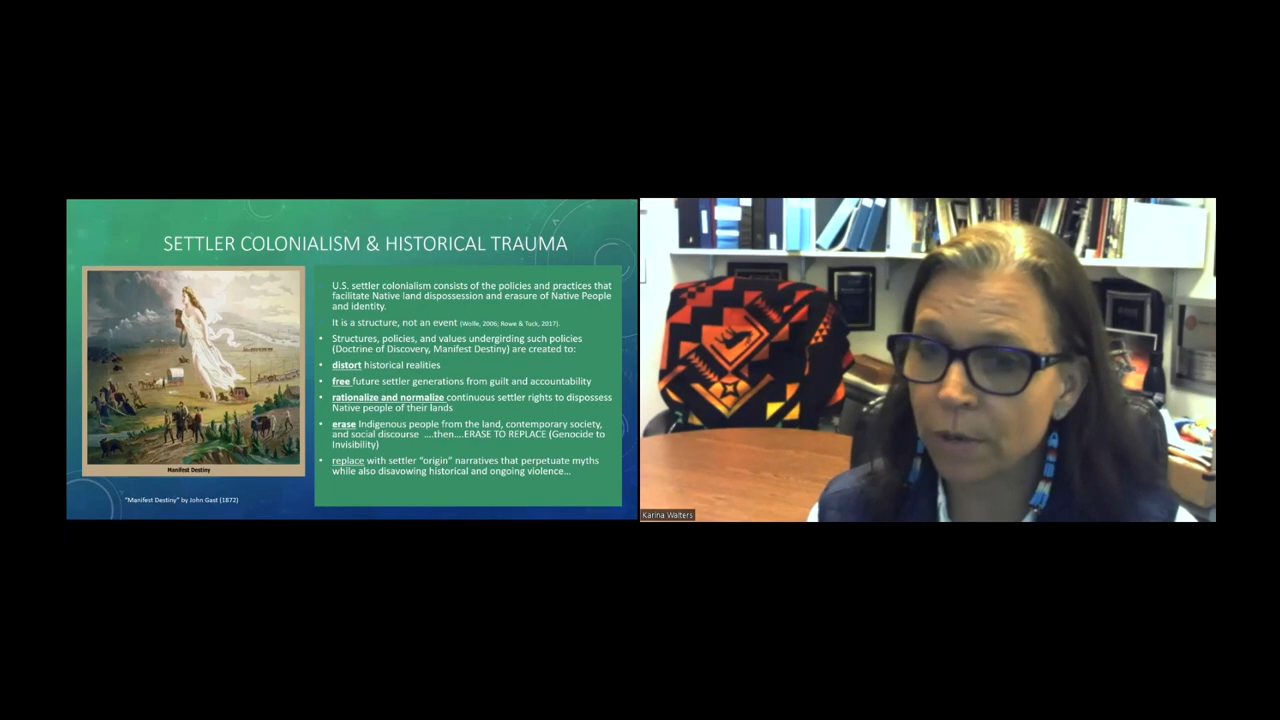 SETTLER COLONIALISM & HISTORICAL TRAUMA
Manifest Destiny
"Manifest Destiny" by John Gast (1872)
U.S. settler colonialism consists of the policies and practices that
facilitate Native land dispossession and erasure of Native People
and identity.
It is a structure, not an event (Wolfe, 2006; Rowe & Tuck, 2017).
• Structures, policies, and values undergirding such policies
(Doctrine of Discovery, Manifest Destiny) are created to:
• distort historical realities
• free future settler generations from guilt and accountability
• rationalize and normalize continuous settler rights to dispossess
Native people of their lands
• erase Indigenous people from the land, contemporary society,
and social discourse ....then....ERASE TO REPLACE (Genocide to
Invisibility)
• replace with settler "origin" narratives that perpetuate myths
while also disavowing historical and ongoing violence...
Karina Walters